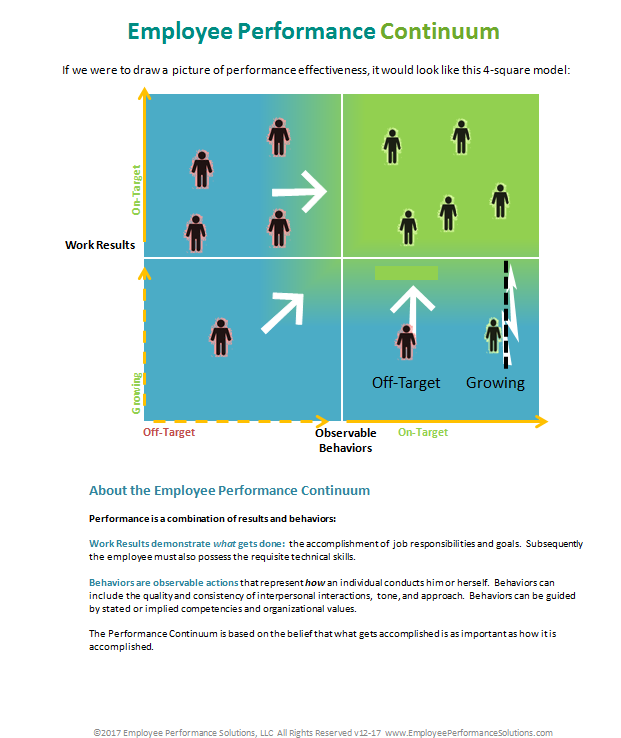 Employee Performance Continuum
If we were to draw a picture of performance effectiveness, it would look like this 4-square model:
On-Target
Work Results
Growing
Off-Target
Growing
Off-Target
Observable
Behaviors
On-Target
About the Employee Performance Continuum
Performance is a combination of results and behaviors:
Work Results demonstrate what gets done: the accomplishment of job responsibilities and goals. Subsequently
the employee must also possess the requisite technical skills.
Behaviors are observable actions that represent how an individual conducts him or herself. Behaviors can
include the quality and consistency of interpersonal interactions, tone, and approach. Behaviors can be guided
by stated or implied competencies and organizational values.
The Performance Continuum is based on the belief that what gets accomplished is as important as how it is
accomplished.
©2017 Employee Performance Solutions, LLC All Rights Reserved v12-17 www.EmployeePerformanceSolutions.com